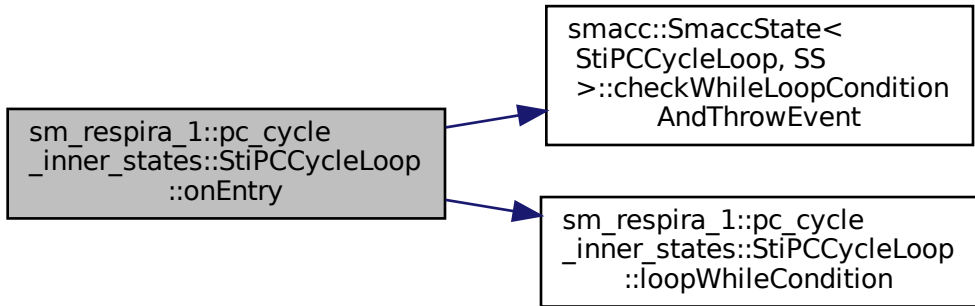 sm_respira_1::pc_cycle
_inner_states::StiPCCycleLoop
::onEntry
smacc::SmaccState<
StiPCCycleLoop, SS
>::checkWhileLoopCondition
AndThrowEvent
sm_respira_1::pc_cycle
_inner_states::StiPCCycleLoop
::loopWhileCondition